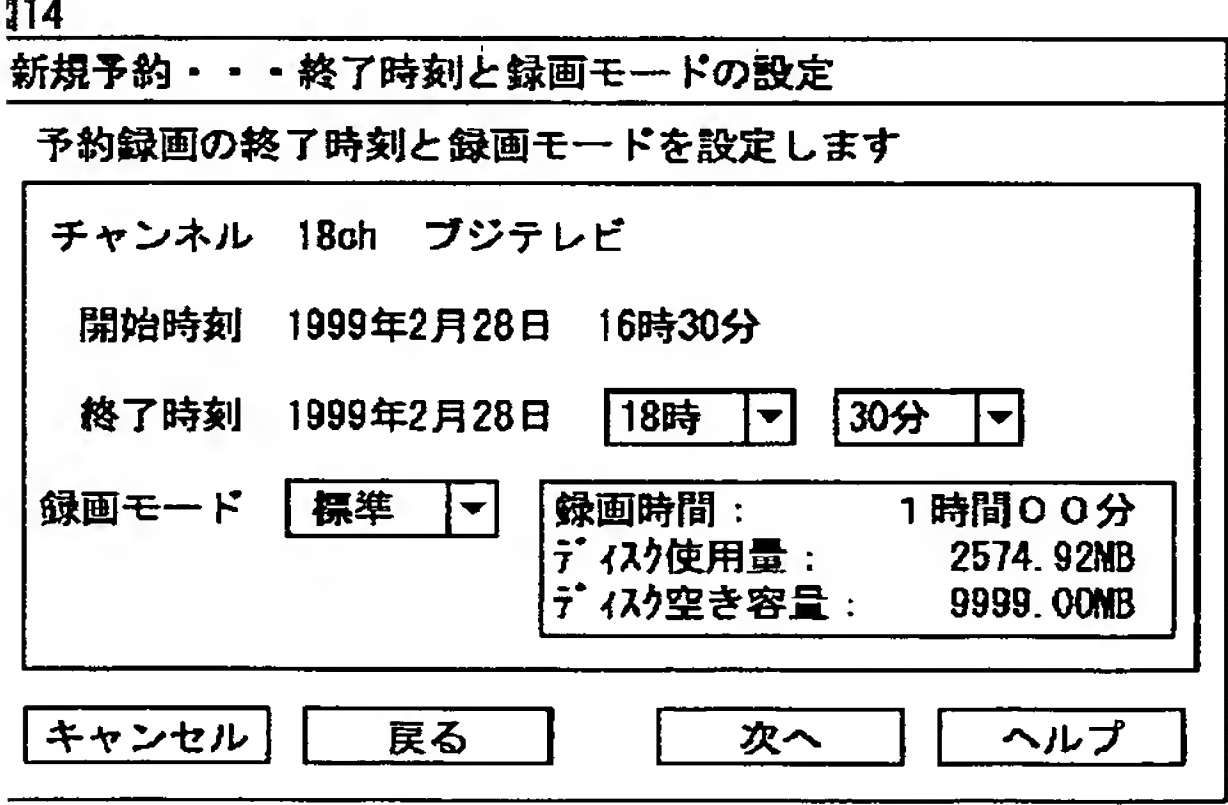 114
新規予約・・・終了時刻と録画モードの設定
予約録画の終了時刻と録画モードを設定します
チャンネル 18ch ブジテレビ
開始時刻 1999年2月28日 16時30分
終了時刻 1999年2月28日 18時 30分
録画モード 標準
録画時間： 1時間００分
ﾃﾞｨｽｸ使用量： 2574.92MB
ﾃﾞｨｽｸ空き容量： 9999.00MB
キャンセル 戻る 次へ ヘルプ